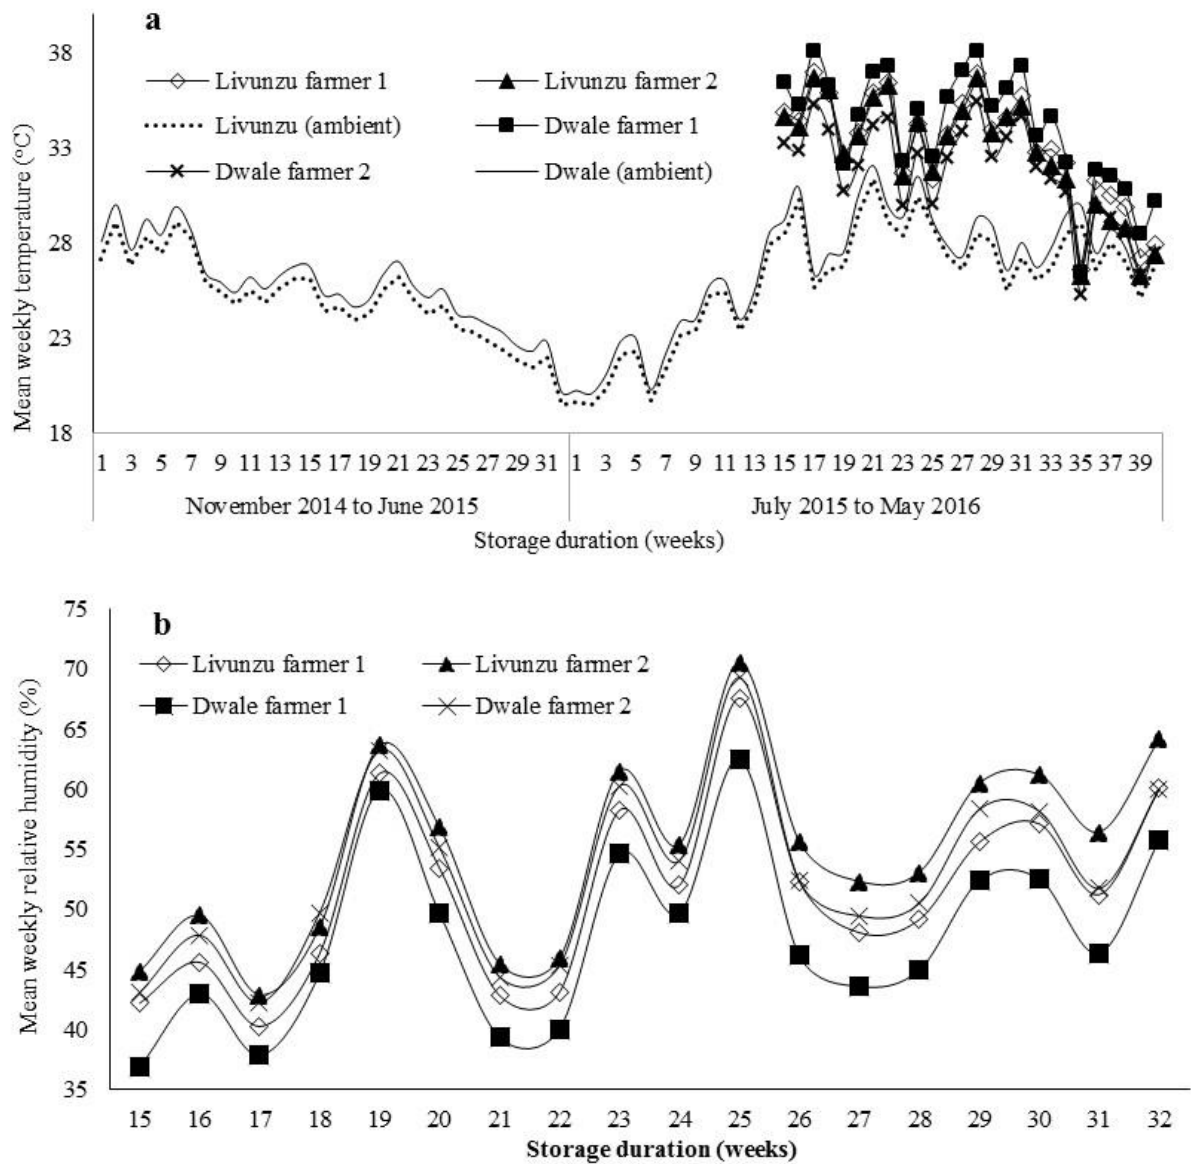 a
38
33
28
23
18
Mean weekly temperature (°C)
Livunzu farmer 1
Livunzu farmer 2
Livunzu (ambient)
Dwale farmer 1
Dwale farmer 2
Dwale (ambient)
1 3 5 7 9 11 13 15 17 19 21 23 25 27 29 31 1 3 5 7 9 11 13 15 17 19 21 23 25 27 29 31 33 35 37 39
November 2014 to June 2015 July 2015 to May 2016
Storage duration (weeks)
b
75
70
65
60
55
50
45
40
35
Mean weekly relative humidity (%)
Livunzu farmer 1
Livunzu farmer 2
Dwale farmer 1
Dwale farmer 2
15 16 17 18 19 20 21 22 23 24 25 26 27 28 29 30 31 32
Storage duration (weeks)